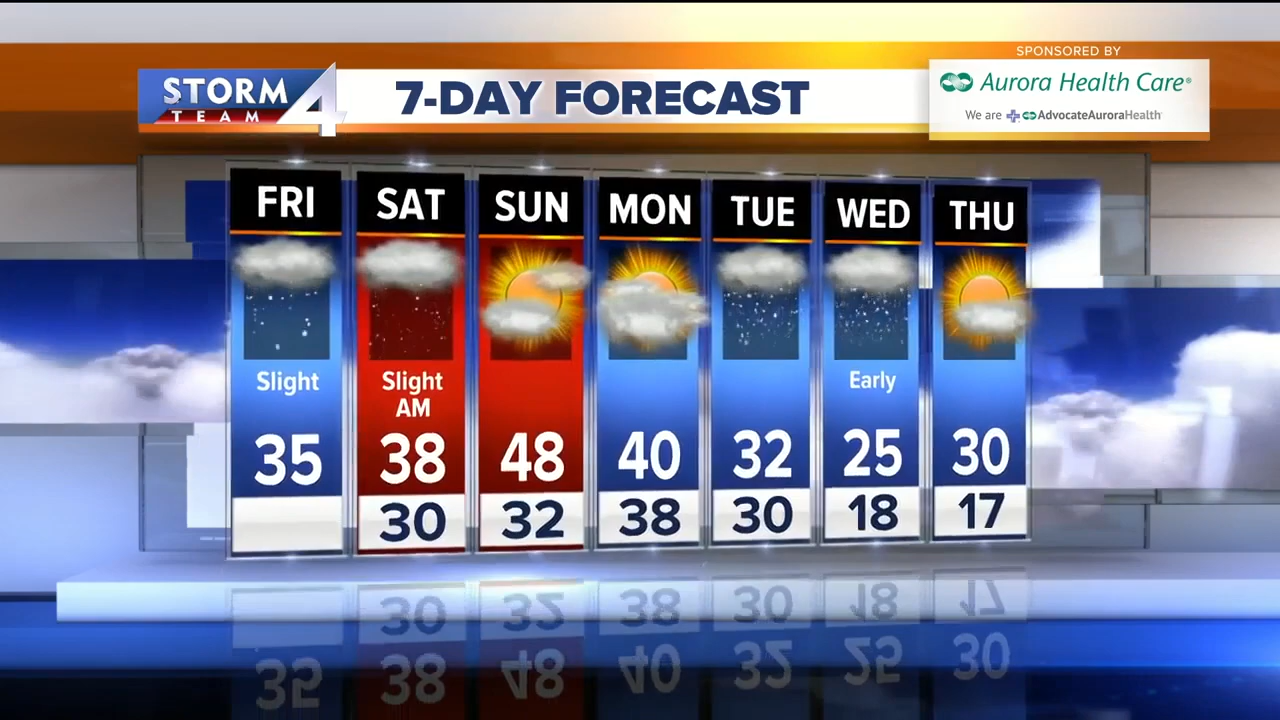 SPONSORED BY
STORM TEAM 4
7-DAY FORECAST
Aurora Health Care®
We are AdvocateAuroraHealth
FRI SAT SUN MON TUE WED THU
Slight Slight AM Early
35 38 48 40 32 25 30
30 32 38 30 18 17